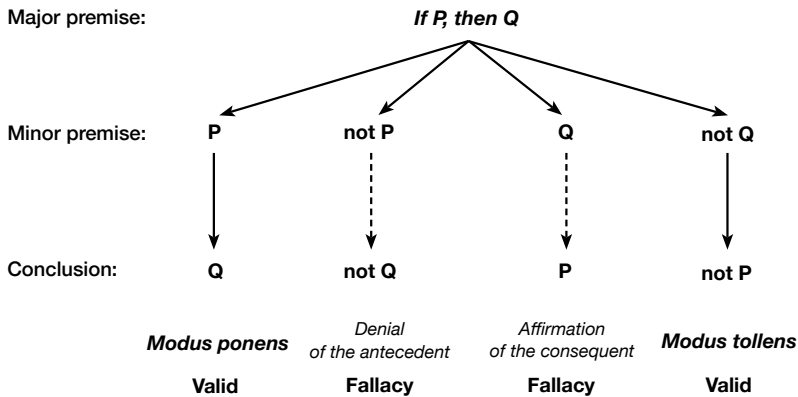 Major premise: If P, then Q
Minor premise: P not P Q not Q
Conclusion: Q not Q P not P
Modus ponens Denial of the antecedent Affirmation of the consequent Modus tollens
Valid Fallacy Fallacy Valid